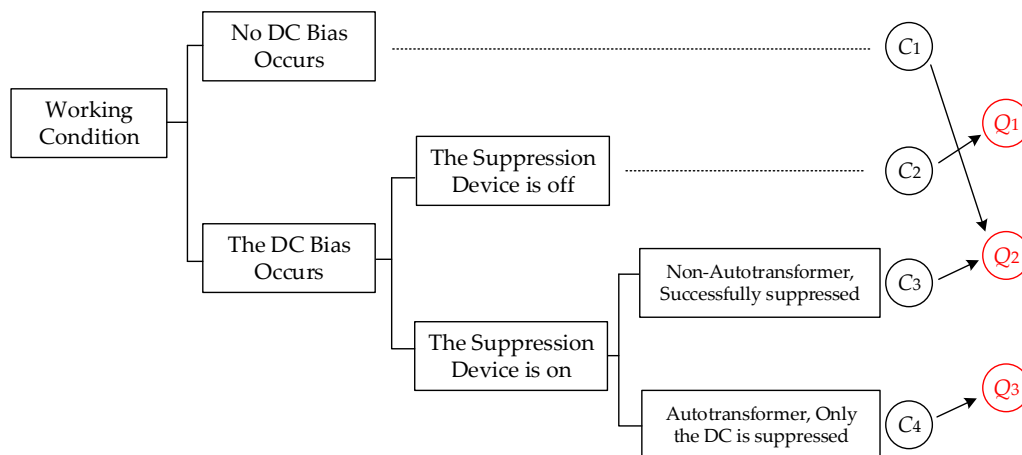 No DC Bias
Occurs
C1
Working
Condition
Q1
The Suppression
Device is off
C2
The DC Bias
Occurs
Q2
Non-Autotransformer,
Successfully suppressed
C3
The Suppression
Device is on
Q3
Autotransformer, Only
the DC is suppressed
C4